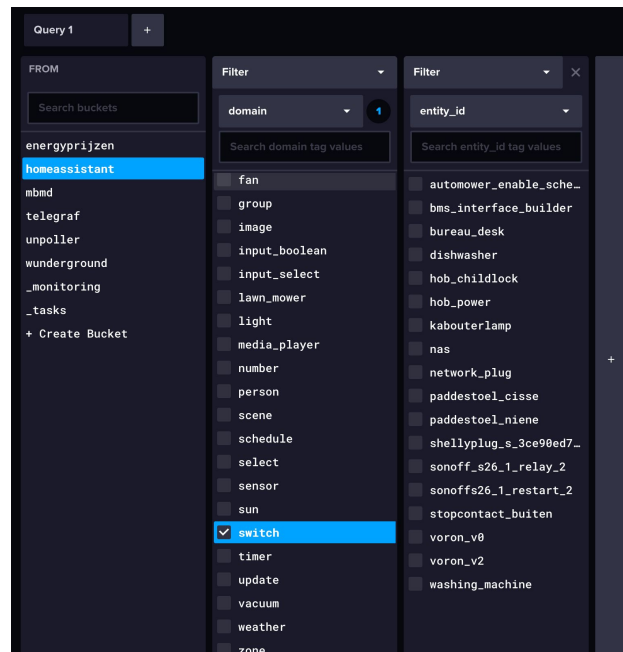 Query 1
+
FROM
Search buckets
energyprijzen
homeassistant
mbmd
telegraf
unpoller
wunderground
_monitoring
_tasks
+ Create Bucket
Filter
domain
1
Search domain tag values
fan
group
image
input_boolean
input_select
lawn_mower
light
media_player
number
person
scene
schedule
select
sensor
sun
switch
timer
update
vacuum
weather
zone
Filter
×
entity_id
Search entity_id tag values
automower_enable_sche…
bms_interface_builder
bureau_desk
dishwasher
hob_childlock
hob_power
kabouterlamp
nas
network_plug
paddestoel_cisse
paddestoel_niene
shellyplug_s_3ce90ed7…
sonoff_s26_1_relay_2
sonoffs26_1_restart_2
stopcontact_buiten
voron_v0
voron_v2
washing_machine
+